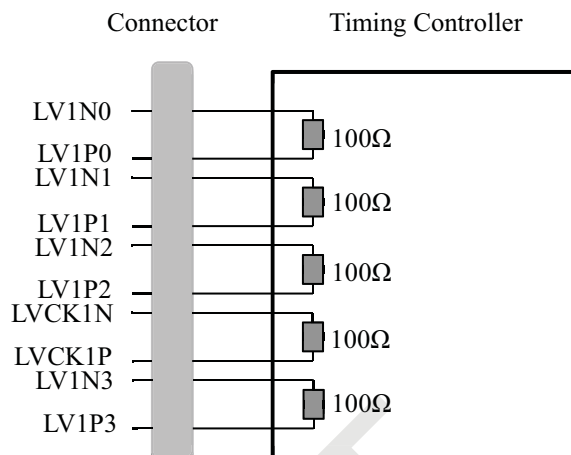 Connector Timing Controller
LV1N0
100Ω
LV1P0
LV1N1
100Ω
LV1P1
LV1N2
100Ω
LV1P2
LVCK1N
100Ω
LVCK1P
LV1N3
100Ω
LV1P3